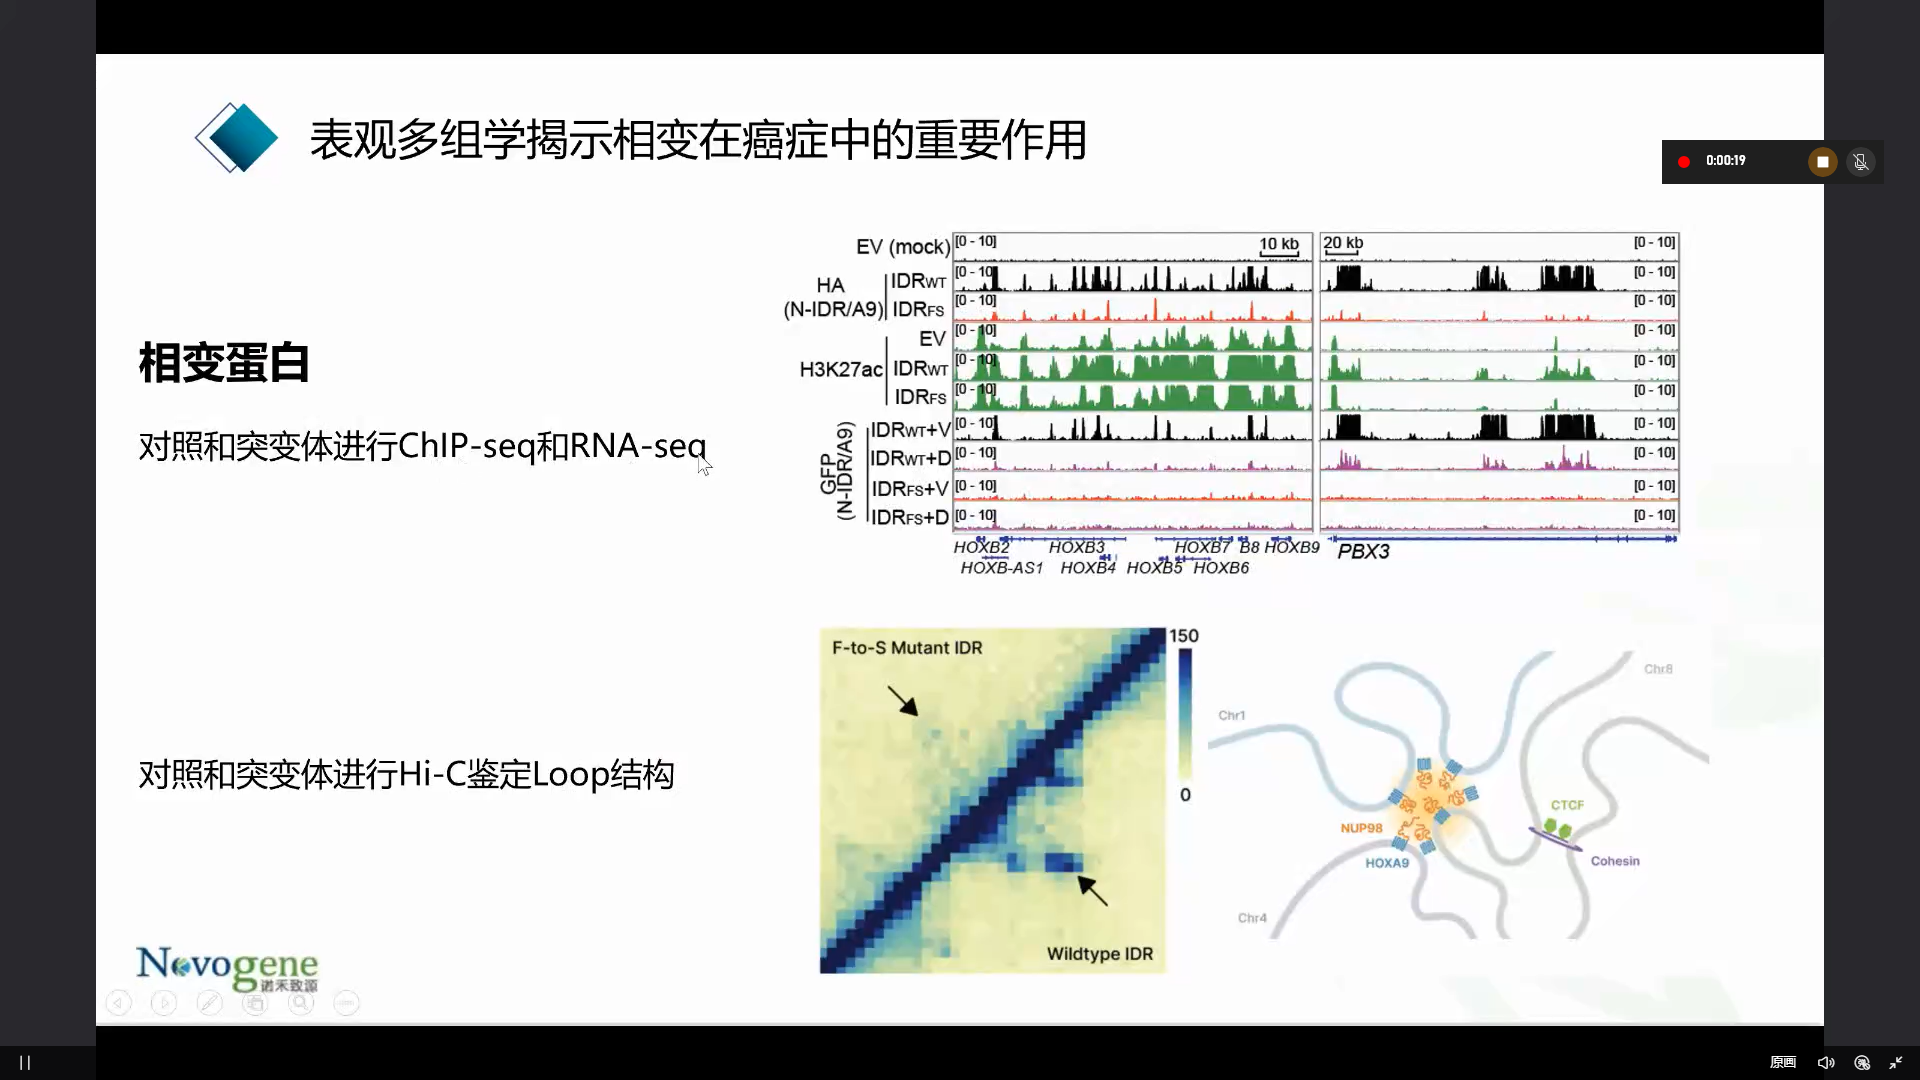 表观多组学揭示相变在癌症中的重要作用
0:00:19
相变蛋白
对照和突变体进行ChIP-seq和RNA-seq
对照和突变体进行Hi-C鉴定Loop结构
EV (mock) [0 - 10] 10 kb 20 kb [0 - 10]
HA
(N-IDR/A9)
IDRWT [0 - 10] [0 - 10]
IDRFS [0 - 10] [0 - 10]
H3K27ac
EV [0 - 10] [0 - 10]
IDRWT [0 - 10] [0 - 10]
IDRFS [0 - 10] [0 - 10]
GFP
(N-IDR/A9)
IDRWT+V [0 - 10] [0 - 10]
IDRWT+D [0 - 10] [0 - 10]
IDRFS+V [0 - 10] [0 - 10]
IDRFS+D [0 - 10] [0 - 10]
HOXB2 HOXB3 HOXB7 B8 HOXB9 PBX3
HOXB-AS1 HOXB4 HOXB5 HOXB6
F-to-S Mutant IDR
Wildtype IDR
150
0
Chr1
Chr8
CTCF
NUP98
HOXA9
Cohesin
Chr4
Novogene
诺禾致源
原画